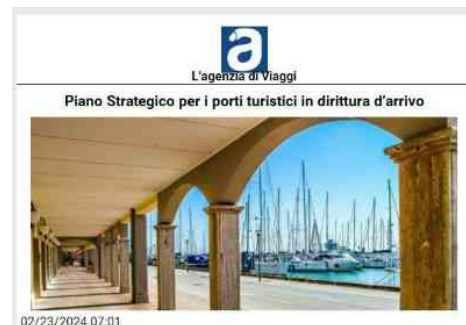 a
L'agenzia di Viaggi
Piano Strategico per i porti turistici in dirittura d'arrivo
02/23/2024 07:01